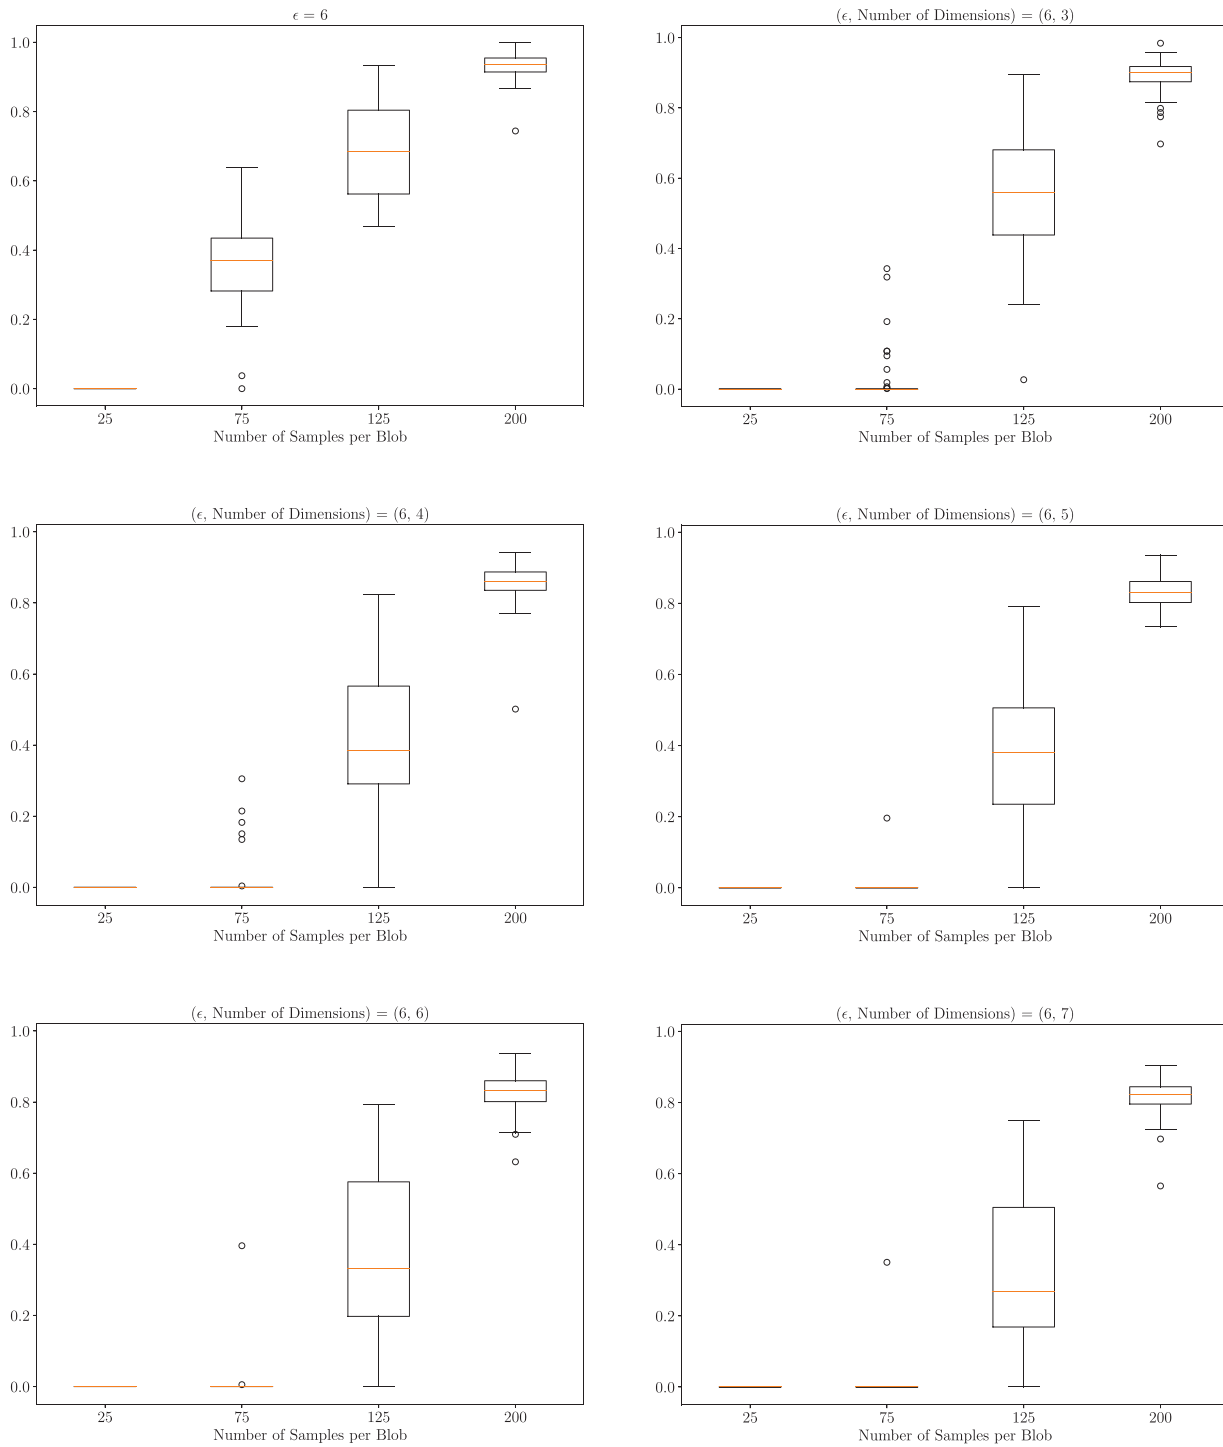 ϵ = 6
1.0
0.8
0.6
0.4
0.2
0.0
25 75 125 200
Number of Samples per Blob
(ϵ, Number of Dimensions) = (6, 3)
1.0
0.8
0.6
0.4
0.2
0.0
25 75 125 200
Number of Samples per Blob
(ϵ, Number of Dimensions) = (6, 4)
1.0
0.8
0.6
0.4
0.2
0.0
25 75 125 200
Number of Samples per Blob
(ϵ, Number of Dimensions) = (6, 5)
1.0
0.8
0.6
0.4
0.2
0.0
25 75 125 200
Number of Samples per Blob
(ϵ, Number of Dimensions) = (6, 6)
1.0
0.8
0.6
0.4
0.2
0.0
25 75 125 200
Number of Samples per Blob
(ϵ, Number of Dimensions) = (6, 7)
1.0
0.8
0.6
0.4
0.2
0.0
25 75 125 200
Number of Samples per Blob